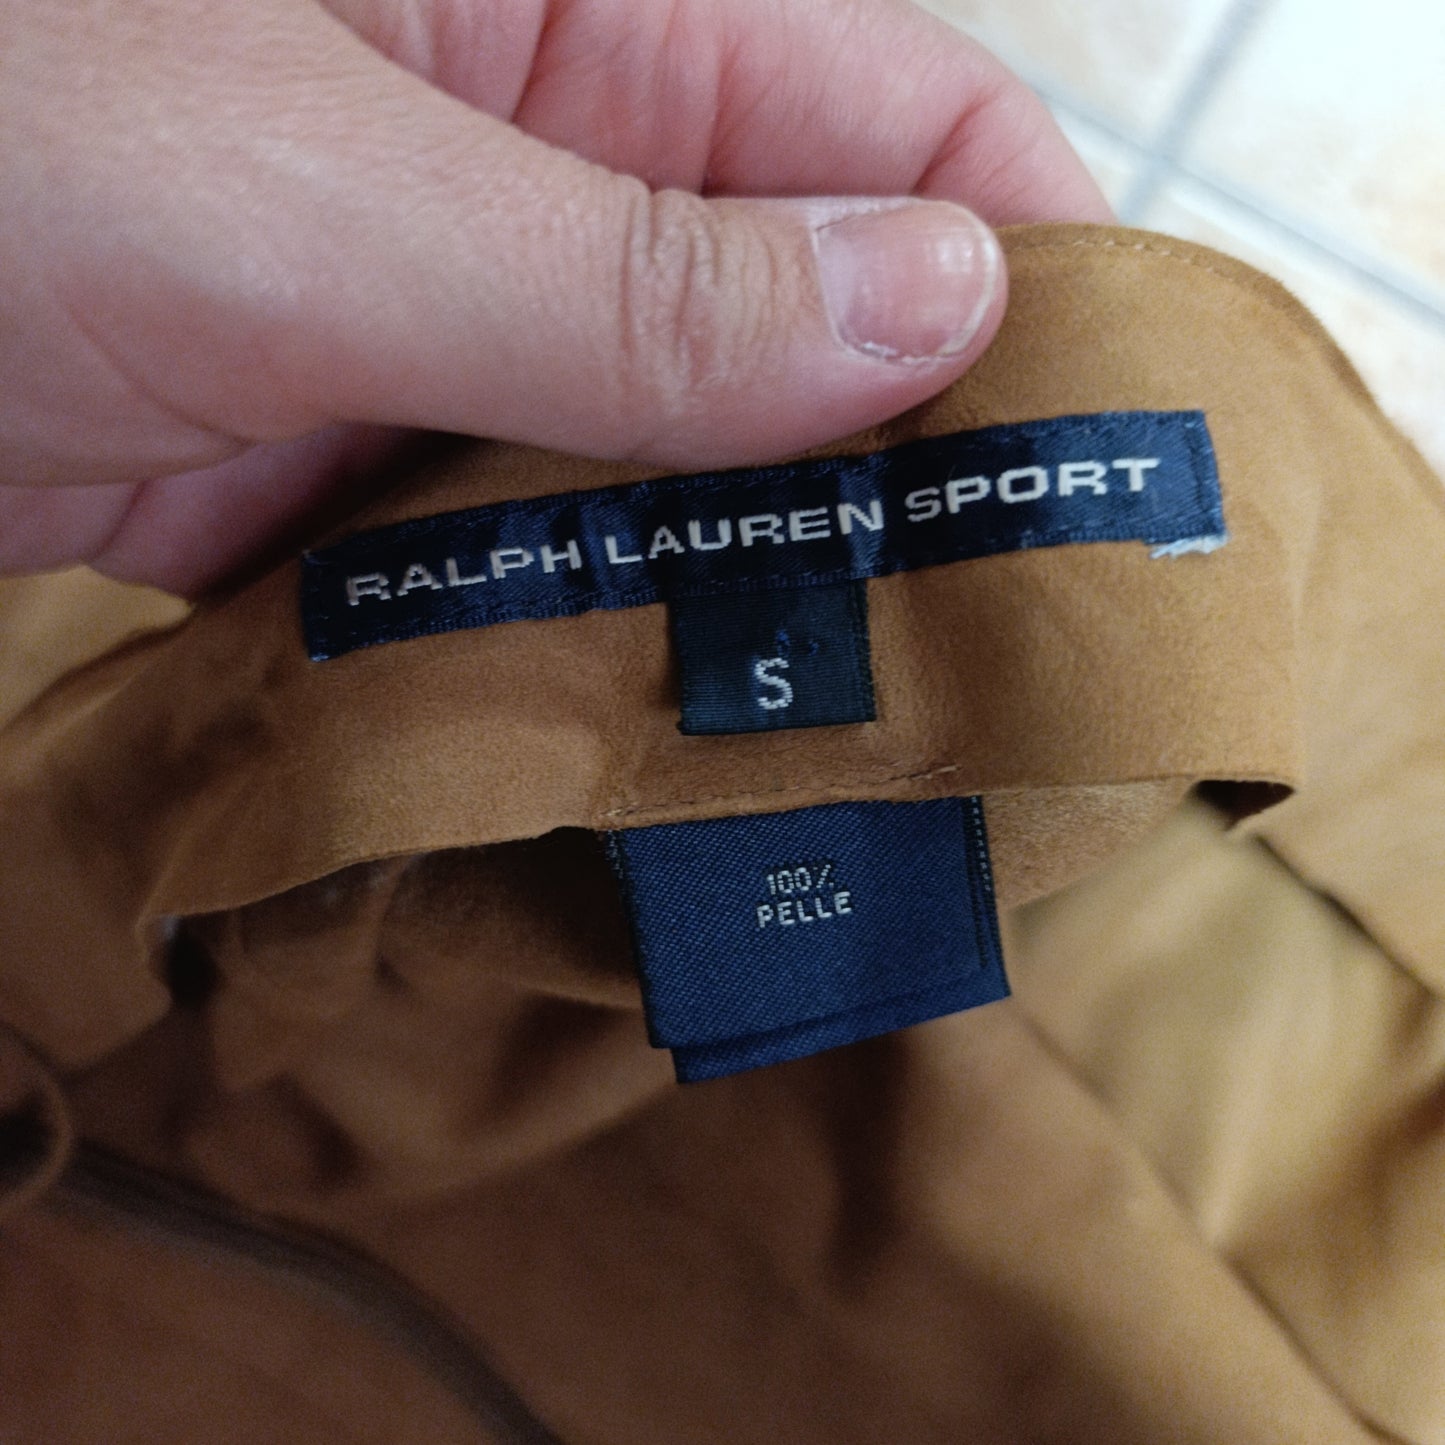 RALPH LAUREN SPORT
S
100%
PELLE